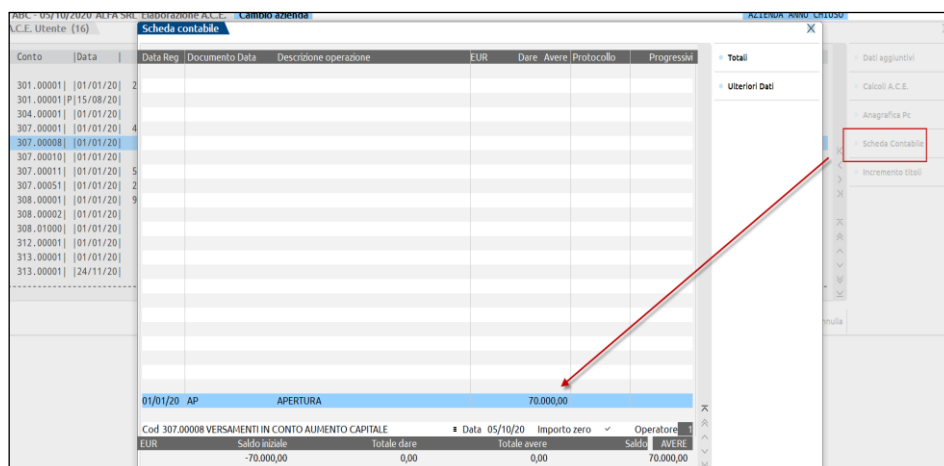 ABC - 05/10/2020 ALFA SRL Elaborazione A.C.E. Cambio azienda AZIENDA ANNO CHIUSO
A.C.E. Utente (16)
Scheda contabile
Conto |Data |
301.00001| |01/01/20| 2
301.00001|P|15/08/20|
304.00001| |01/01/20|
307.00001| |01/01/20| 4
307.00008| |01/01/20|
307.00010| |01/01/20|
307.00011| |01/01/20| 5
307.00051| |01/01/20| 2
308.00001| |01/01/20| 9
308.00002| |01/01/20|
308.01000| |01/01/20|
312.00001| |01/01/20|
313.00001| |01/01/20|
313.00001| |24/11/20|
Data Reg Documento Data Descrizione operazione EUR Dare Avere Protocollo Progressivi
01/01/20 AP APERTURA 70.000,00
Cod 307.00008 VERSAMENTI IN CONTO AUMENTO CAPITALE Data 05/10/20 Importo zero Operatore 1
EUR Saldo iniziale Totale dare Totale avere Saldo AVERE
-70.000,00 0,00 0,00 70.000,00
Totali
Ulteriori Dati
Dati aggiuntivi
Calcoli A.C.E.
Anagrafica Pc
Scheda Contabile
Incremento titoli
nnulla